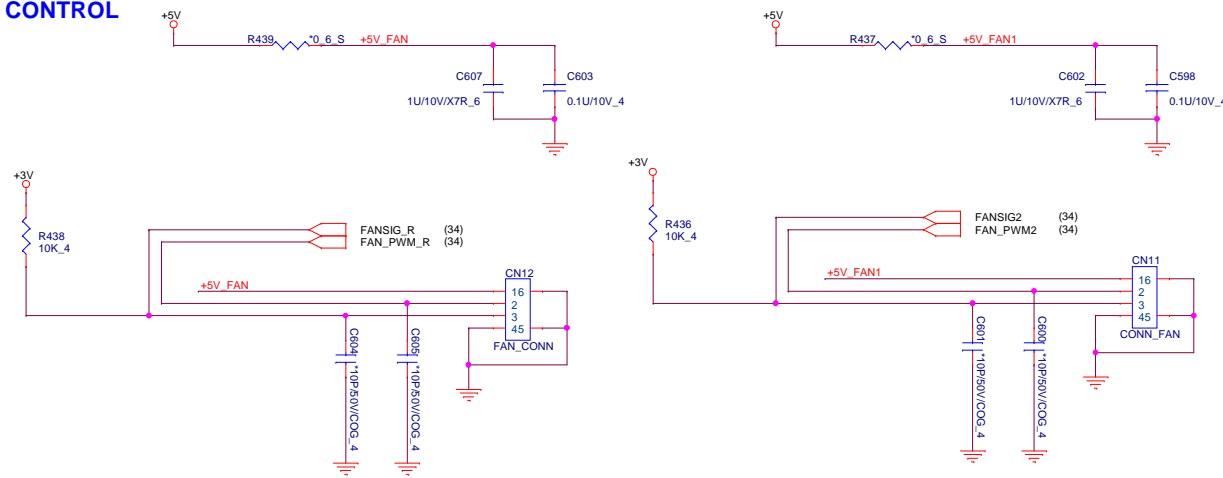 CONTROL
+5V
R439
*0_6_S
+5V_FAN
C607
1U/10V/X7R_6
C603
0.1U/10V_4
+5V
R437
*0_6_S
+5V_FAN1
C602
1U/10V/X7R_6
C598
0.1U/10V_4
+3V
R438
10K_4
FANSIG_R (34)
FAN_PWM_R (34)
+5V_FAN
CN12
16
2
3
45
FAN_CONN
C604
*10P/50V/COG_4
C605
*10P/50V/COG_4
+3V
R436
10K_4
FANSIG2 (34)
FAN_PWM2 (34)
+5V_FAN1
CN11
16
2
3
45
CONN_FAN
C601
*10P/50V/COG_4
C600
*10P/50V/COG_4